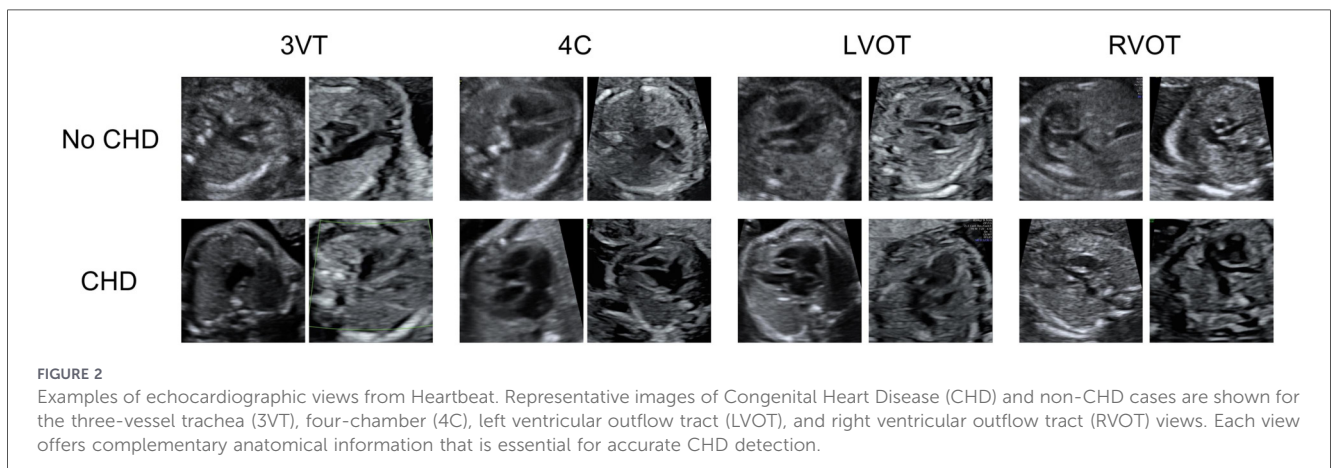 3VT 4C LVOT RVOT
No CHD
CHD
FIGURE 2
Examples of echocardiographic views from Heartbeat. Representative images of Congenital Heart Disease (CHD) and non-CHD cases are shown for
the three-vessel trachea (3VT), four-chamber (4C), left ventricular outflow tract (LVOT), and right ventricular outflow tract (RVOT) views. Each view
offers complementary anatomical information that is essential for accurate CHD detection.